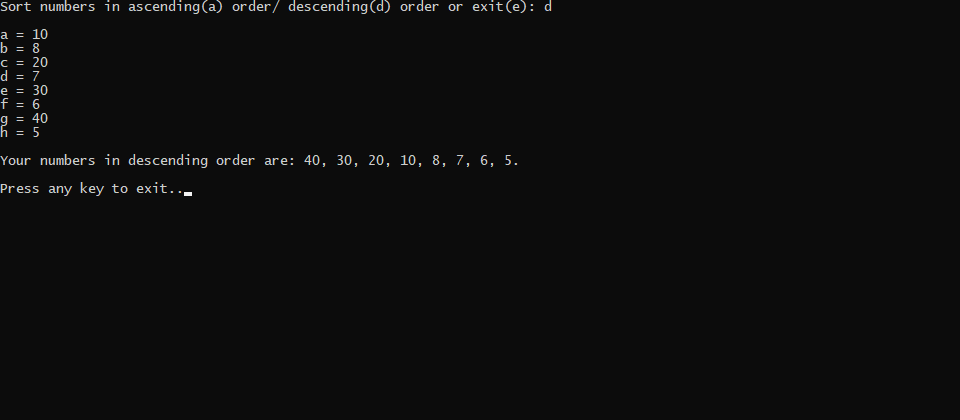 Sort numbers in ascending(a) order/ descending(d) order or exit(e): d
a = 10
b = 8
c = 20
d = 7
e = 30
f = 6
g = 40
h = 5
Your numbers in descending order are: 40, 30, 20, 10, 8, 7, 6, 5.
Press any key to exit..